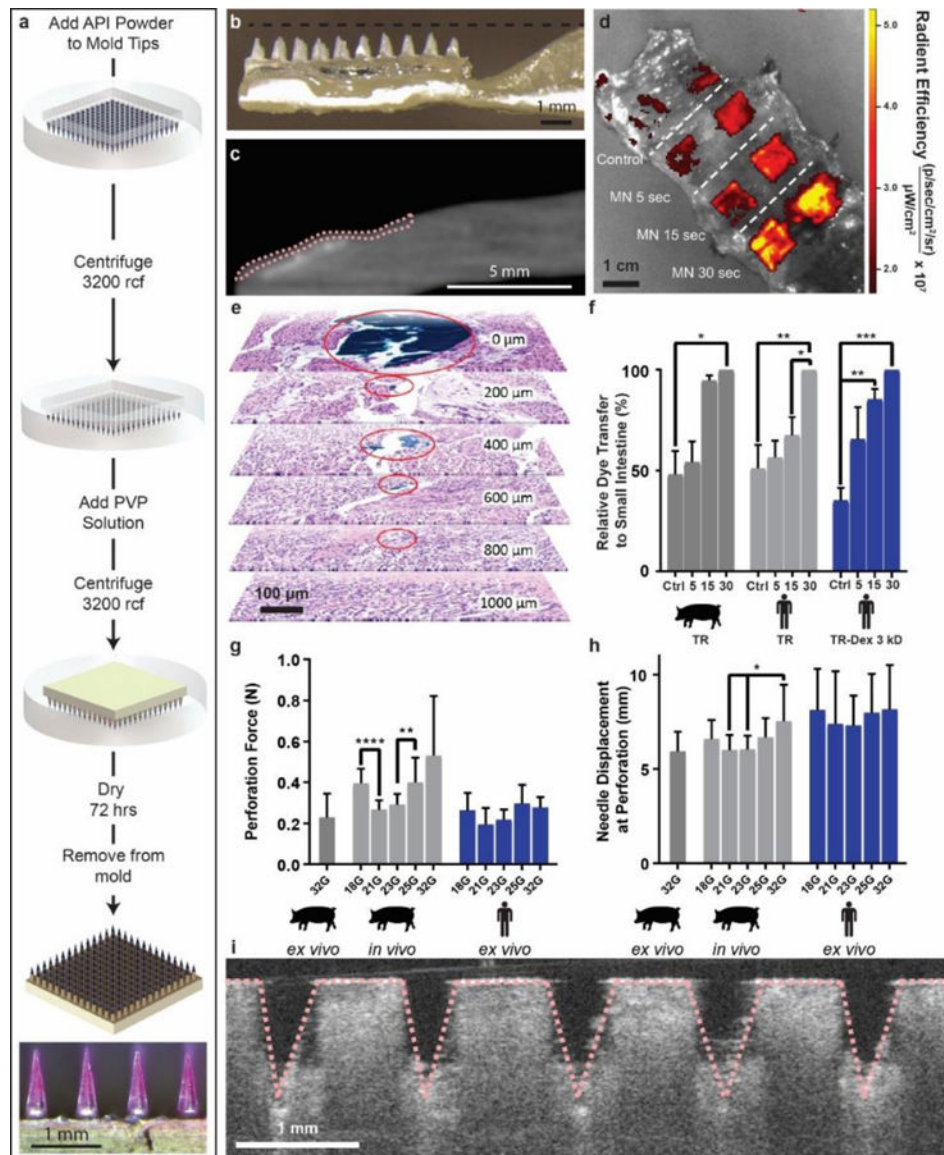 a
Add API Powder
to Mold Tips
Centrifuge
3200 rcf
Add PVP
Solution
Centrifuge
3200 rcf
Dry
72 hrs
Remove from
mold
1 mm
b
1 mm
c
5 mm
d
Control
MN 5 sec
MN 15 sec
MN 30 sec
1 cm
5.0
4.0
3.0
2.0
Radient Efficiency (p/sec/cm²/sr) x 10⁷
µW/cm²
e
0 µm
200 µm
400 µm
600 µm
800 µm
1000 µm
100 µm
f
Relative Dye Transfer
to Small Intestine (%)
100
50
0
* ** * *** **
Ctrl 5 15 30 Ctrl 5 15 30 Ctrl 5 15 30
TR TR TR-Dex 3 kD
g
Perforation Force (N)
1.0
0.8
0.6
0.4
0.2
0.0
**** **
32G 18G 21G 23G 25G 32G 18G 21G 23G 25G 32G
ex vivo in vivo ex vivo
h
Needle Displacement
at Perforation (mm)
10
5
0
*
32G 18G 21G 23G 25G 32G 18G 21G 23G 25G 32G
ex vivo in vivo ex vivo
i
1 mm